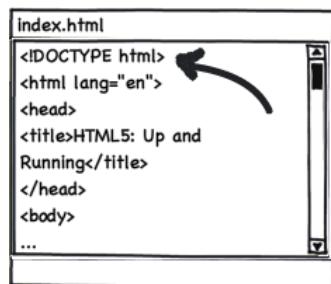 index.html
<!DOCTYPE html>
<html lang="en">
<head>
<title>HTML5: Up and
Running</title>
</head>
<body>
...